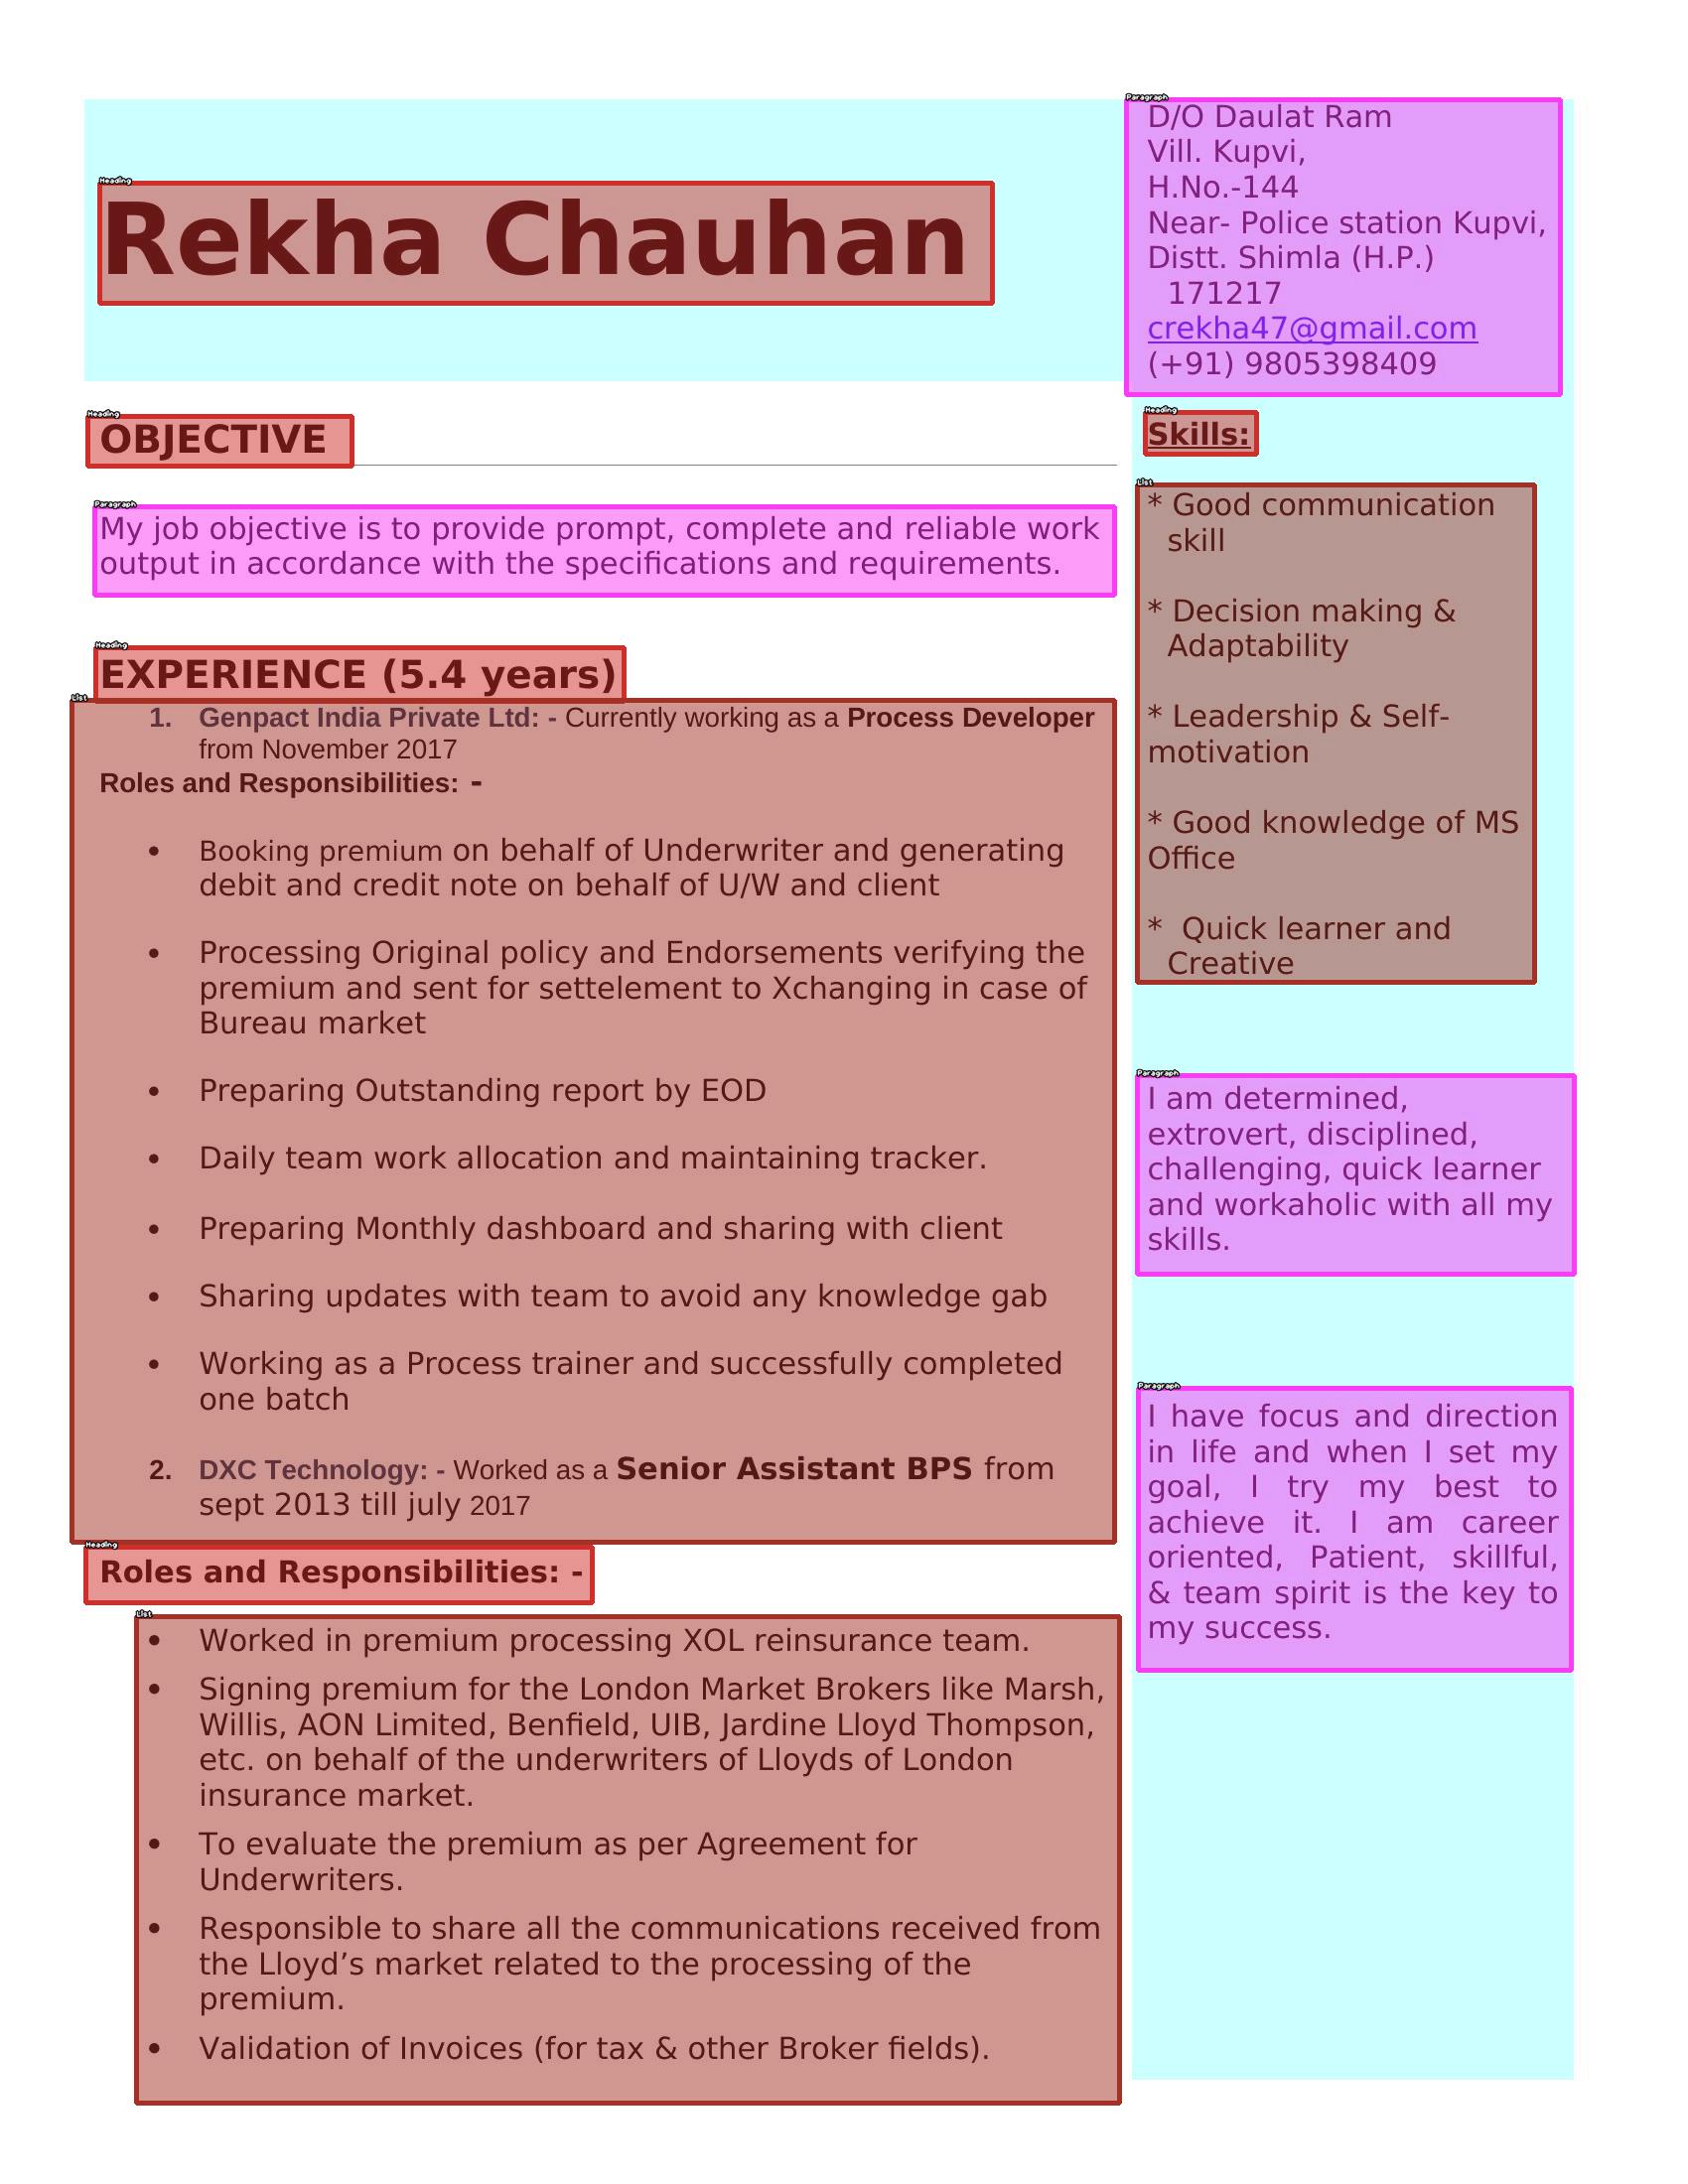 Paragraph
D/O Daulat Ram
Vill. Kupvi,
H.No.-144
Near- Police station Kupvi,
Distt. Shimla (H.P.)
171217
crekha47@gmail.com
(+91) 9805398409
Heading
Rekha Chauhan
Heading
OBJECTIVE
Paragraph
My job objective is to provide prompt, complete and reliable work
output in accordance with the specifications and requirements.
Heading
EXPERIENCE (5.4 years)
List
1. Genpact India Private Ltd: - Currently working as a Process Developer
from November 2017
Roles and Responsibilities: -
• Booking premium on behalf of Underwriter and generating
debit and credit note on behalf of U/W and client
• Processing Original policy and Endorsements verifying the
premium and sent for settelement to Xchanging in case of
Bureau market
• Preparing Outstanding report by EOD
• Daily team work allocation and maintaining tracker.
• Preparing Monthly dashboard and sharing with client
• Sharing updates with team to avoid any knowledge gab
• Working as a Process trainer and successfully completed
one batch
2. DXC Technology: - Worked as a Senior Assistant BPS from
sept 2013 till july 2017
Heading
Roles and Responsibilities: -
List
• Worked in premium processing XOL reinsurance team.
• Signing premium for the London Market Brokers like Marsh,
Willis, AON Limited, Benfield, UIB, Jardine Lloyd Thompson,
etc. on behalf of the underwriters of Lloyds of London
insurance market.
• To evaluate the premium as per Agreement for
Underwriters.
• Responsible to share all the communications received from
the Lloyd’s market related to the processing of the
premium.
• Validation of Invoices (for tax & other Broker fields).
Heading
Skills:
List
* Good communication
skill
* Decision making &
Adaptability
* Leadership & Self-
motivation
* Good knowledge of MS
Office
* Quick learner and
Creative
Paragraph
I am determined,
extrovert, disciplined,
challenging, quick learner
and workaholic with all my
skills.
Paragraph
I have focus and direction
in life and when I set my
goal, I try my best to
achieve it. I am career
oriented, Patient, skillful,
& team spirit is the key to
my success.